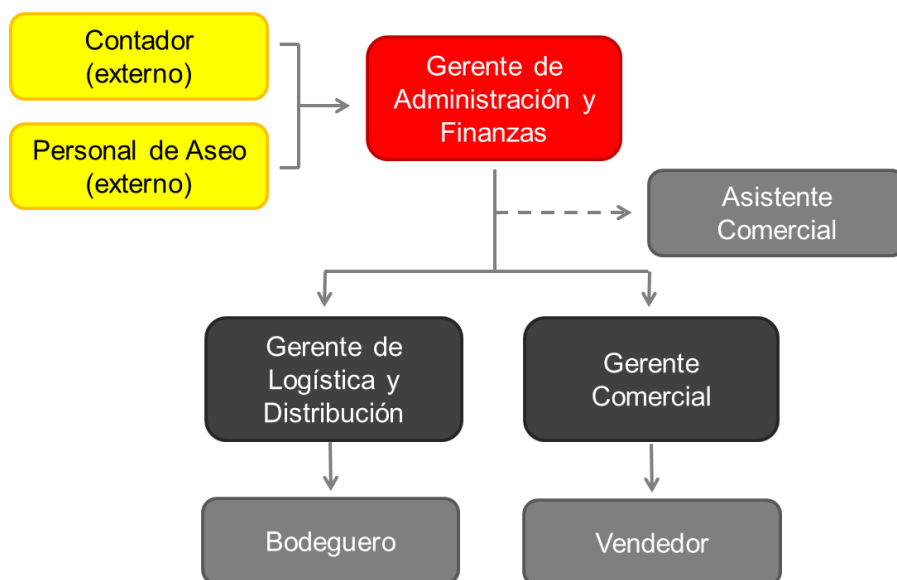 Contador
(externo)
Personal de Aseo
(externo)
Gerente de
Administración y
Finanzas
Asistente
Comercial
Gerente de
Logística y
Distribución
Gerente
Comercial
Bodeguero
Vendedor